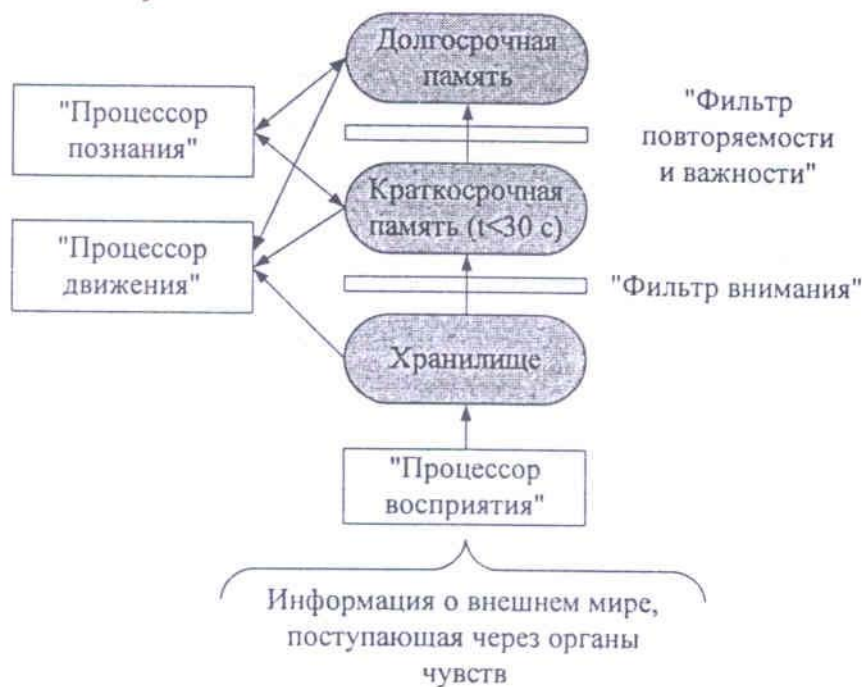 Долгосрочная
память
"Процессор
познания"
"Фильтр
повторяемости
и важности"
Краткосрочная
память (t<30 с)
"Процессор
движения"
"Фильтр внимания"
Хранилище
"Процессор
восприятия"
Информация о внешнем мире,
поступающая через органы
чувств